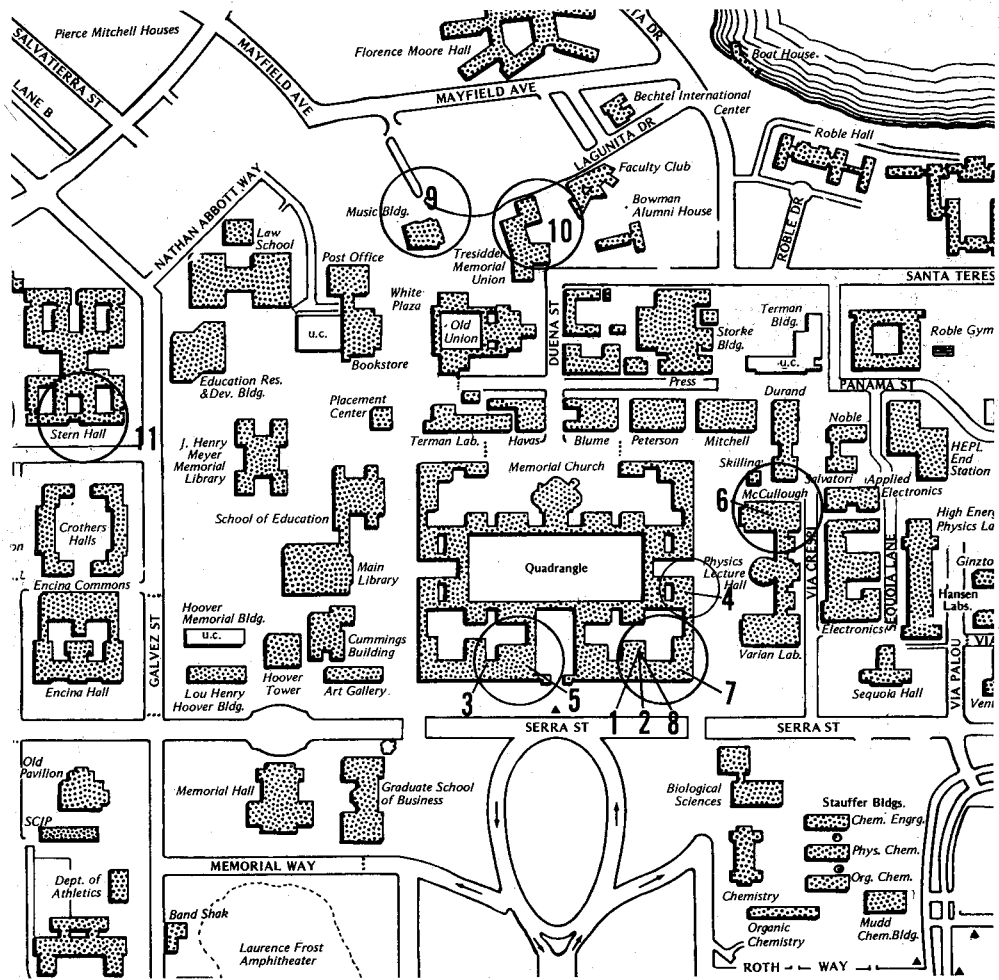 Pierce Mitchell Houses
SALVATIERRA ST
LANE B
MAYFIELD AVE
Florence Moore Hall
MAYFIELD AVE
TA DR
Boat House
Bechtel International
Center
LAGUNITA DR
Roble Hall
Faculty Club
Bowman
Alumni House
ROBLE DR
9
Music Bldg.
10
Tresidder
Memorial
Union
NATHAN ABBOTT WAY
Law
School
Post Office
White
Plaza
Old
Union
DUENA ST
SANTA TERES
Terman
Bldg.
Storke
Bldg.
Roble Gym
u.c.
Bookstore
u.c.
Press
PANAMA ST
Education Res.
& Dev. Bldg.
Placement
Center
Durand
Noble
Stern Hall
11
Terman Lab.
Havas
Blume
Peterson
Mitchell
HEPL
End
Station
J. Henry
Meyer
Memorial
Library
Memorial Church
Skilling
Salvatori
Applied
Electronics
6
McCullough
School of Education
Crothers
Halls
High Energ
Physics La
on
Main
Library
Quadrangle
Physics
Lecture
Hall
4
VIA CRESPI
SEQUOIA LANE
Ginzto
Hansen
Labs.
Encina Commons
Hoover
Memorial Bldg.
u.c.
GALVEZ ST
Cummings
Building
Electronics
VIA
Varian Lab.
Hoover
Tower
Encina Hall
Lou Henry
Hoover Bldg.
Art Gallery
3
5
1
2
8
7
Sequoia Hall
VIA PALOU
Vent
SERRA ST
SERRA ST
Old
Pavilion
Memorial Hall
Graduate School
of Business
Biological
Sciences
Stauffer Bldgs.
Chem. Engrg.
SCIP
Phys. Chem.
MEMORIAL WAY
Dept. of
Athletics
Org. Chem.
Chemistry
Band Shak
Organic
Chemistry
Mudd
Chem.Bldg.
Laurence Frost
Amphitheater
ROTH WAY